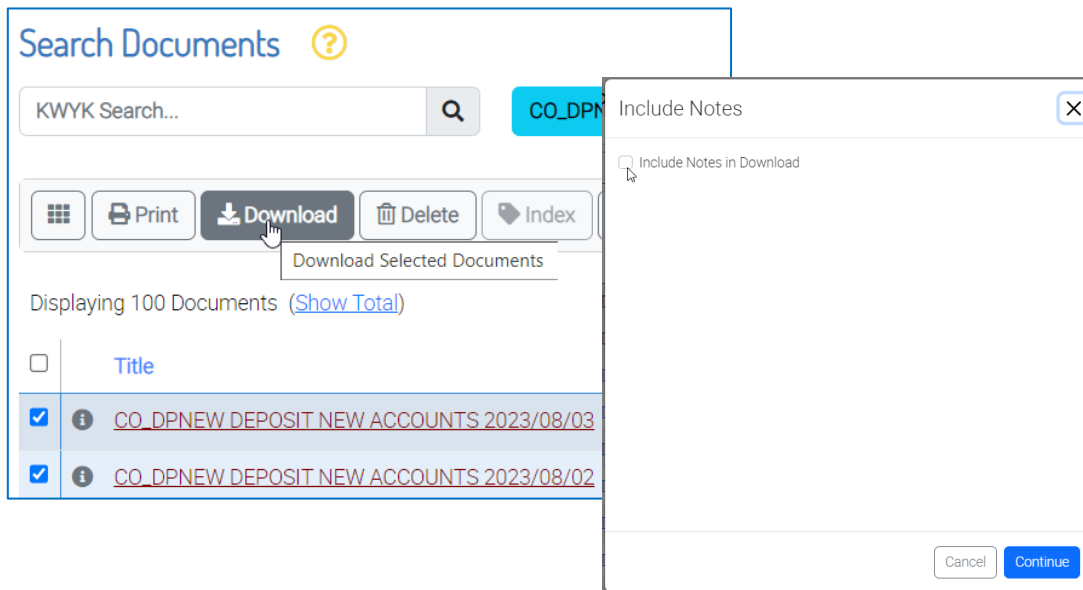 Search Documents ?
KWYK Search...
CO_DPN
Print Download Delete Index
Download Selected Documents
Displaying 100 Documents (Show Total)
Title
CO_DPNEW DEPOSIT NEW ACCOUNTS 2023/08/03
CO_DPNEW DEPOSIT NEW ACCOUNTS 2023/08/02
Include Notes
Include Notes in Download
Cancel Continue